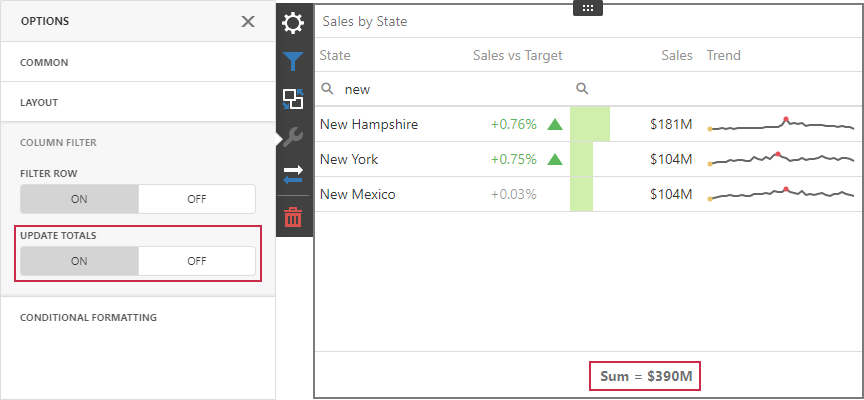 OPTIONS
COMMON
LAYOUT
COLUMN FILTER
FILTER ROW
ON OFF
UPDATE TOTALS
ON OFF
CONDITIONAL FORMATTING
Sales by State
State Sales vs Target Sales Trend
new
New Hampshire +0.76% $181M
New York +0.75% $104M
New Mexico +0.03% $104M
Sum = $390M